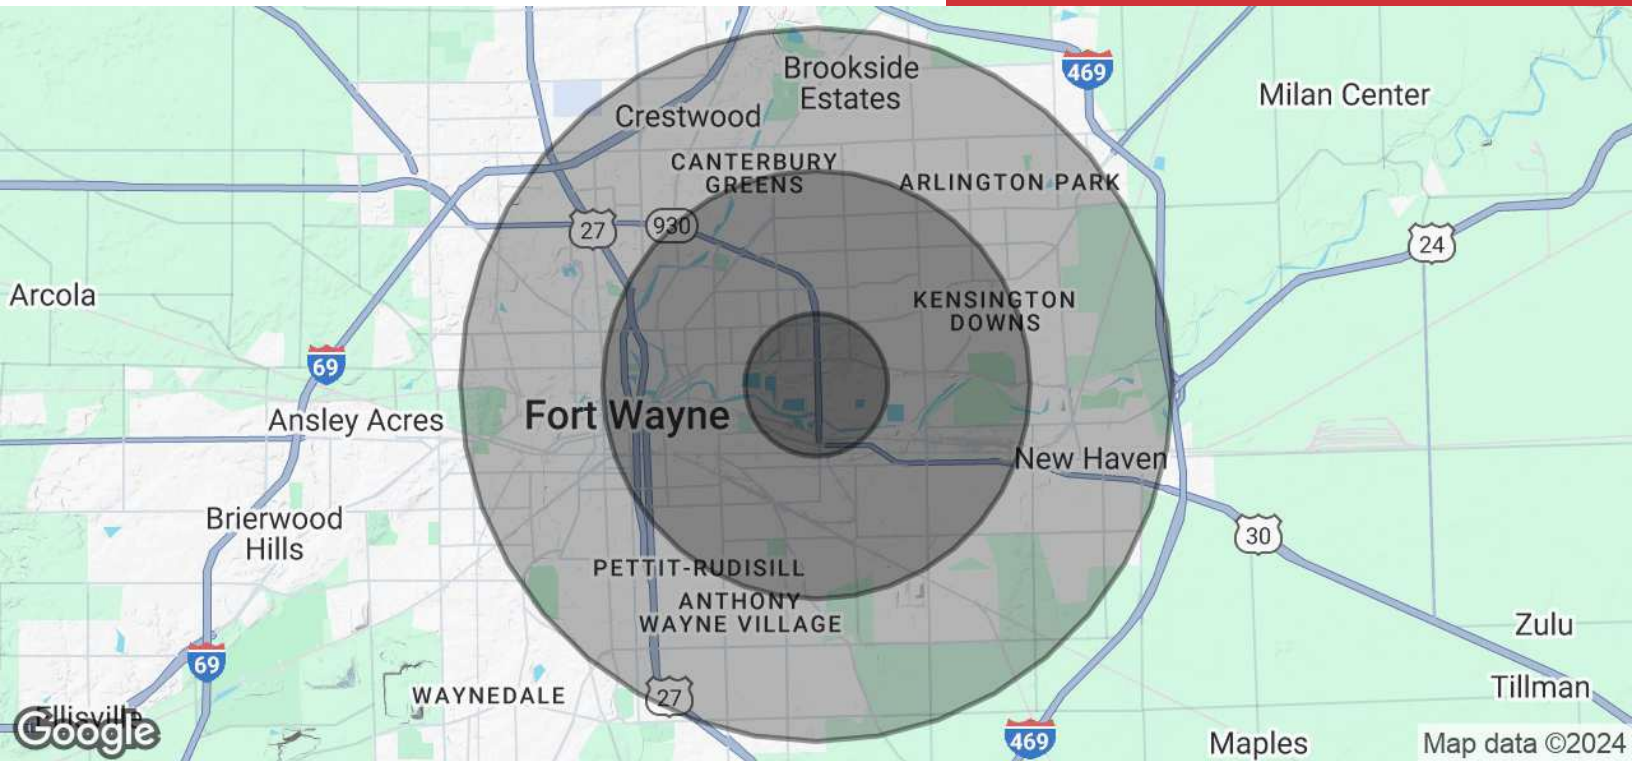 Brookside
Estates
469
Milan Center
Crestwood
CANTERBURY
GREENS
ARLINGTON PARK
27
930
24
Arcola
KENSINGTON
DOWNS
69
Ansley Acres
Fort Wayne
New Haven
Brierwood
Hills
30
PETTIT-RUDISILL
ANTHONY
WAYNE VILLAGE
Zulu
69
WAYNEDALE
27
Tillman
Ellisville
Google
469
Maples
Map data ©2024